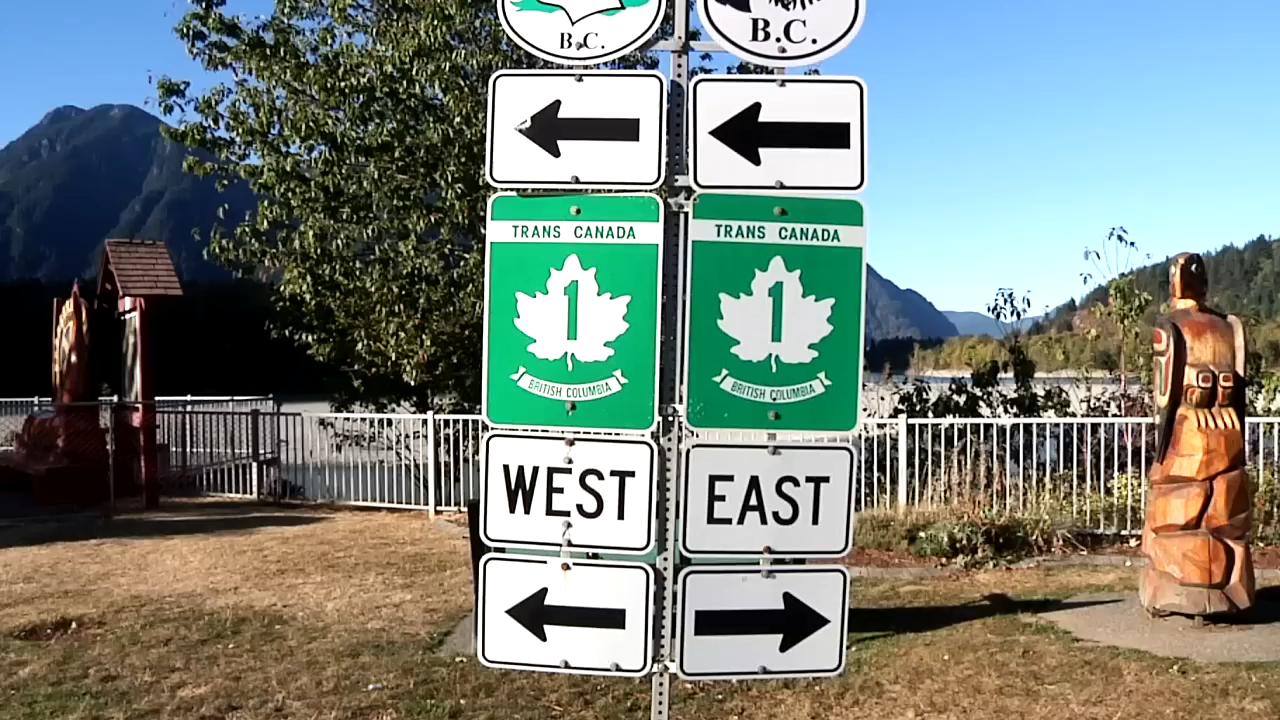 B.C.
B.C.
TRANS CANADA
1
BRITISH COLUMBIA
WEST
TRANS CANADA
1
BRITISH COLUMBIA
EAST